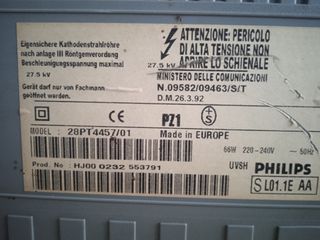 Eigensichere Kathodenstrahlröhre
nach anlage III Röntgenverordung
Beschleunigungsspannung maximal
27.5 kV
Gerät darf nur von Fachmann
geöffnet werden
27.5 kV
ATTENZIONE: PERICOLO
DI ALTA TENSIONE NON
APRIRE LO SCHIENALE
MINISTERO DELLE COMUNICAZIONI
N.09582/09463/S/T
D.M.26.3.92
CE
PZ1
S
MODEL : 28PT4457/01
Made in EUROPE
66W 220-240V ~ 50Hz
Prod. No : HJ00 0232 553791
UVSH PHILIPS
S L01.1E AA